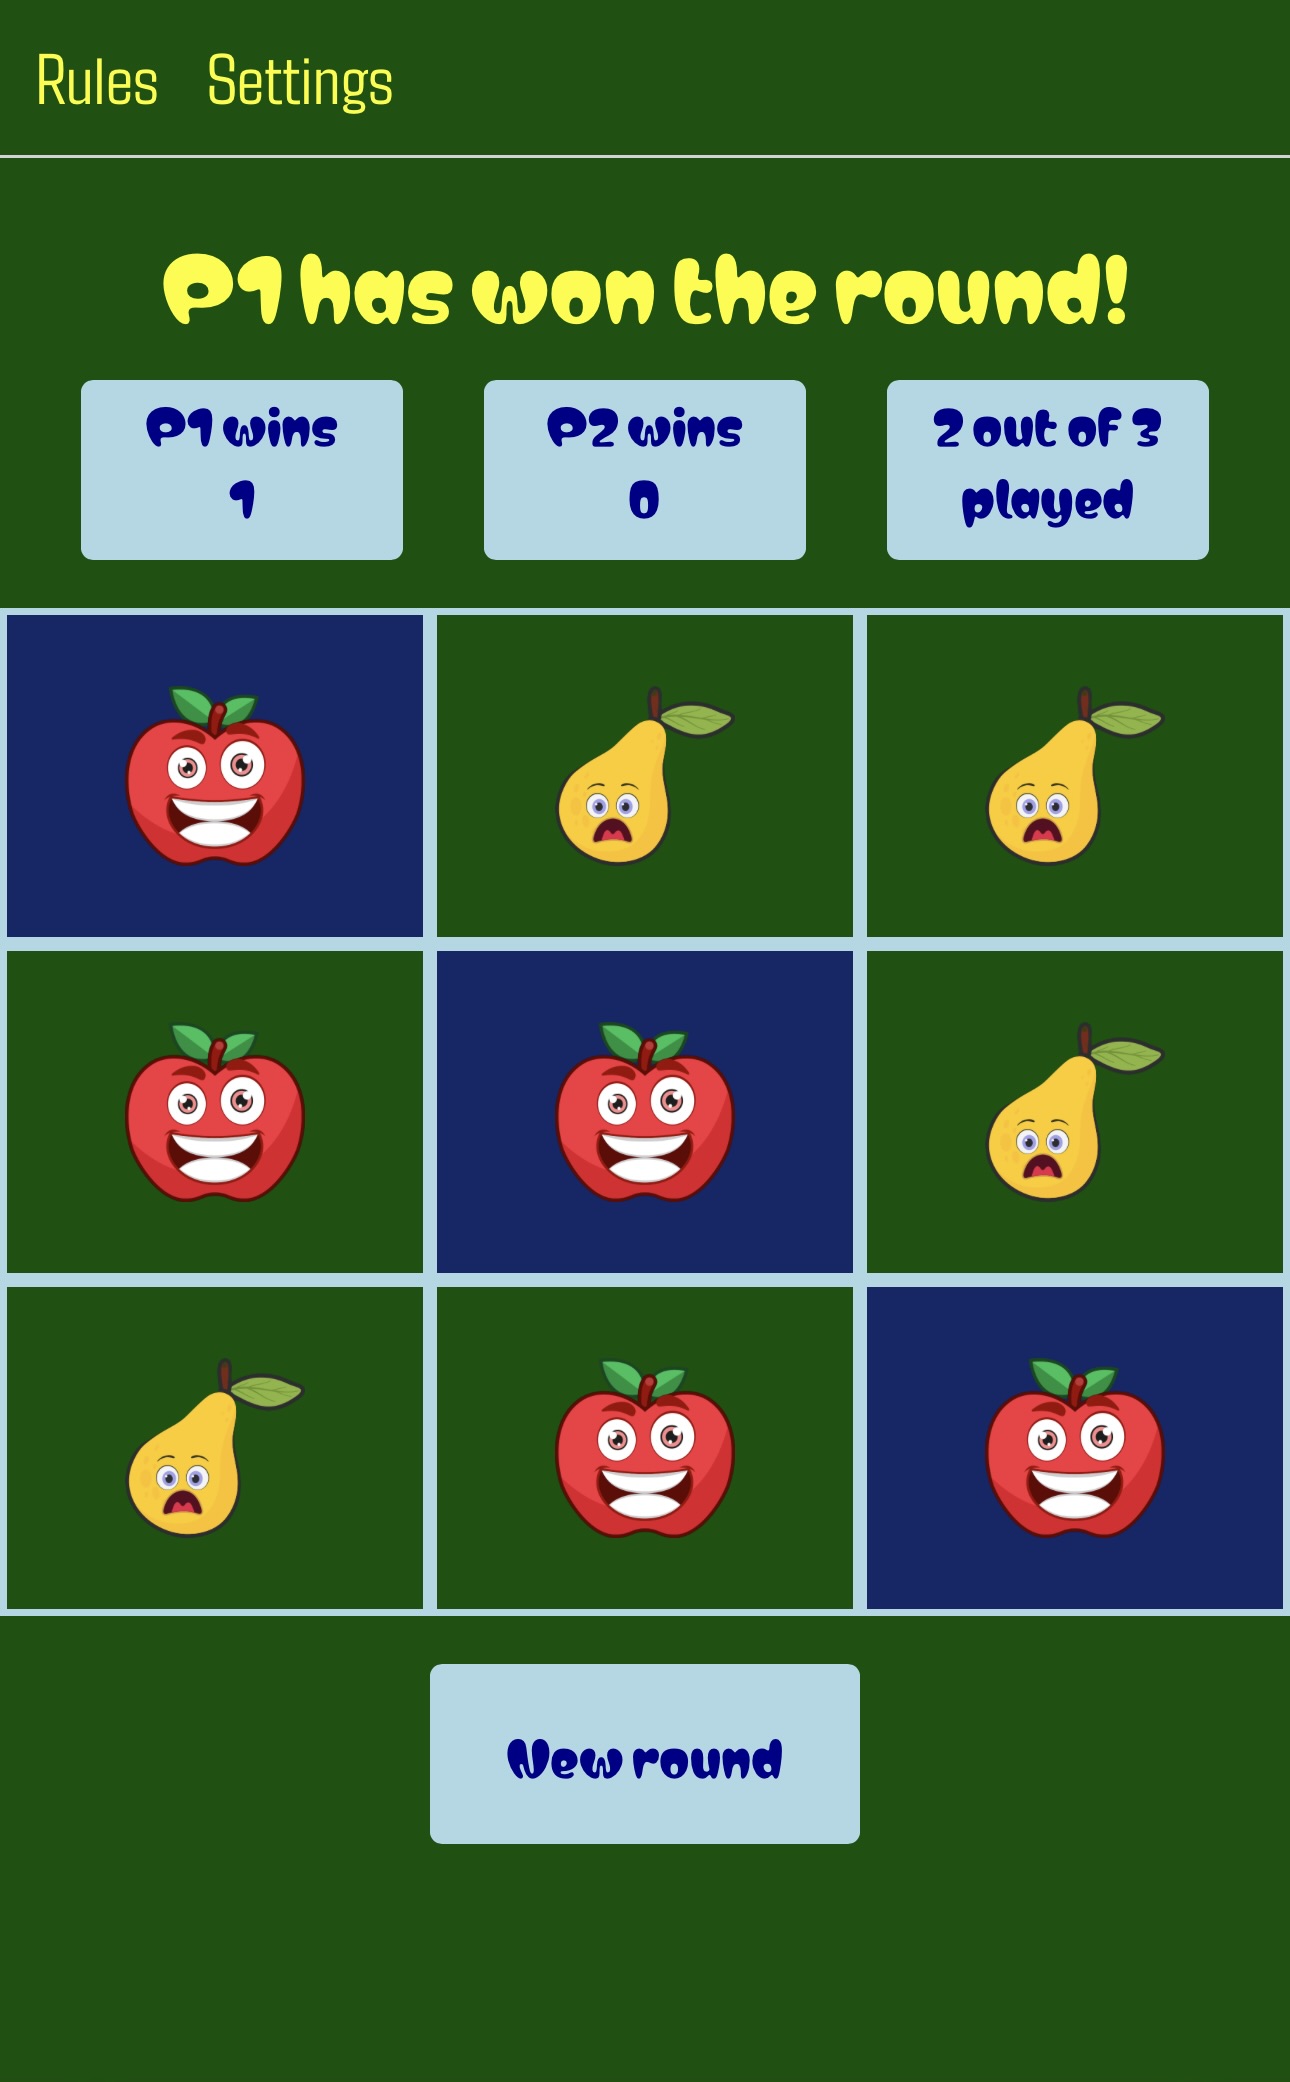 Rules Settings
P1 has won the round!
P1 wins
1
P2 wins
0
2 out of 3
played
New round